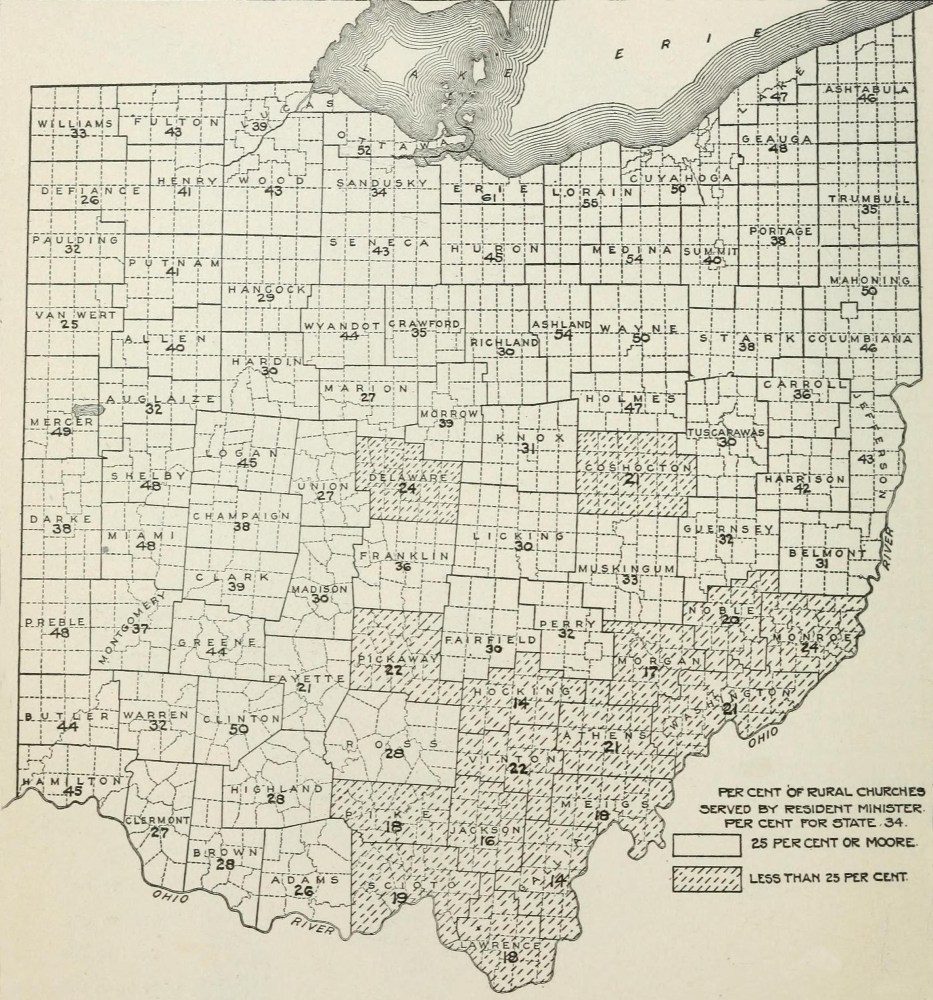 ERIE
LAKE
LAKE
47
ASHTABULA
46
WILLIAMS
33
FULTON
43
LUCAS
39
OTTAWA
52
GEAUGA
48
DEFIANCE
26
HENRY
41
WOOD
43
SANDUSKY
34
ERIE
61
LORAIN
55
CUYAHOGA
50
TRUMBULL
35
PAULDING
32
PUTNAM
41
SENECA
43
HURON
45
MEDINA
54
SUMMIT
40
PORTAGE
38
MAHONING
50
VAN WERT
25
ALLEN
40
HANCOCK
29
WYANDOT
44
CRAWFORD
35
RICHLAND
30
ASHLAND
54
WAYNE
50
STARK
38
COLUMBIANA
46
HARDIN
30
MERCER
49
AUGLAIZE
32
MARION
27
MORROW
39
HOLMES
47
CARROLL
36
JEFFERSON
43
LOGAN
45
KNOX
31
TUSCARAWAS
30
SHELBY
48
UNION
27
DELAWARE
24
COSHOCTON
21
HARRISON
42
DARKE
38
MIAMI
48
CHAMPAIGN
38
LICKING
30
GUERNSEY
32
BELMONT
31
RIVER
FRANKLIN
36
MUSKINGUM
33
CLARK
39
MADISON
30
PREBLE
48
MONTGOMERY
37
GREENE
44
FAYETTE
21
PICKAWAY
22
FAIRFIELD
30
PERRY
32
MORGAN
17
NOBLE
20
MONROE
24
HOCKING
14
WASHINGTON
21
OHIO
BUTLER
44
WARREN
32
CLINTON
50
ROSS
28
ATHENS
21
VINTON
22
HAMILTON
45
HIGHLAND
28
CLERMONT
27
BROWN
28
ADAMS
26
PIKE
18
JACKSON
16
MEIGS
18
SCIOTO
19
14
LAWRENCE
18
OHIO
RIVER
PER CENT OF RURAL CHURCHES
SERVED BY RESIDENT MINISTER.
PER CENT FOR STATE .34.
25 PER CENT OR MOORE.
LESS THAN 25 PER CENT.